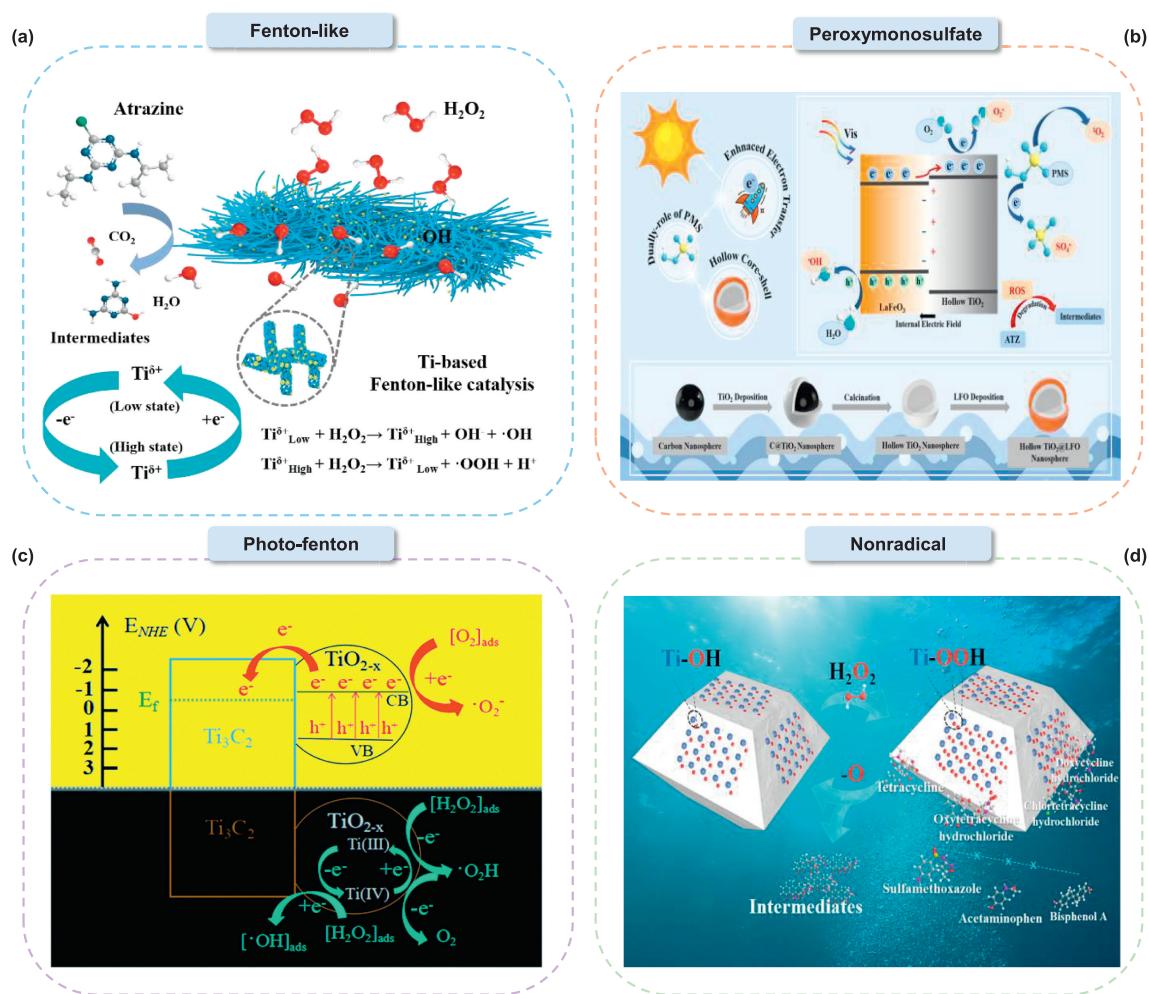 (a)
Fenton-like
Atrazine
H₂O₂
CO₂
·OH
H₂O
Intermediates
Ti-based
Fenton-like catalysis
Tiᵟ⁺
(Low state)
-e⁻
+e⁻
(High state)
Tiᵟ⁺
Tiᵟ⁺Low + H₂O₂→ Tiᵟ⁺High + OH⁻ + ·OH
Tiᵟ⁺High + H₂O₂→ Tiᵟ⁺Low + ·OOH + H⁺
Peroxymonosulfate
(b)
Enhnaced Electron Transfer
e⁻
Dually-role of PMS
Hollow Core-shell
Vis
O₂
O₂•⁻
¹O₂
e⁻ e⁻ e⁻
e⁻ e⁻ e⁻
PMS
e⁻
SO₄•⁻
•OH
h⁺ h⁺ h⁺ h⁺
H₂O
LaFeO₃
Hollow TiO₂
Internal Electric Field
ROS
Degradation
Intermediates
ATZ
TiO₂ Deposition
Calcination
LFO Deposition
Carbon Nanosphere
C@TiO₂ Nanosphere
Hollow TiO₂ Nanosphere
Hollow TiO₂@LFO
Nanosphere
(c)
Photo-fenton
E_NHE (V)
-2
-1
0
1
2
3
E_f
Ti₃C₂
e⁻
e⁻
TiO₂₋ₓ
e⁻ e⁻ e⁻ e⁻
CB
h⁺ h⁺ h⁺ h⁺
VB
[O₂]ads
+e⁻
·O₂⁻
Ti₃C₂
TiO₂₋ₓ
Ti(III)
-e⁻
+e⁻
Ti(IV)
[H₂O₂]ads
-e⁻
·O₂H
+e⁻
-e⁻
[·OH]ads
[H₂O₂]ads
O₂
Nonradical
(d)
Ti-OH
H₂O₂
Ti-OOH
-O
Tetracycline
Doxycycline
hydrochloride
Chlortetracycline
hydrochloride
Oxytetracycline
hydrochloride
Sulfamethoxazole
Intermediates
Acetaminophen
Bisphenol A